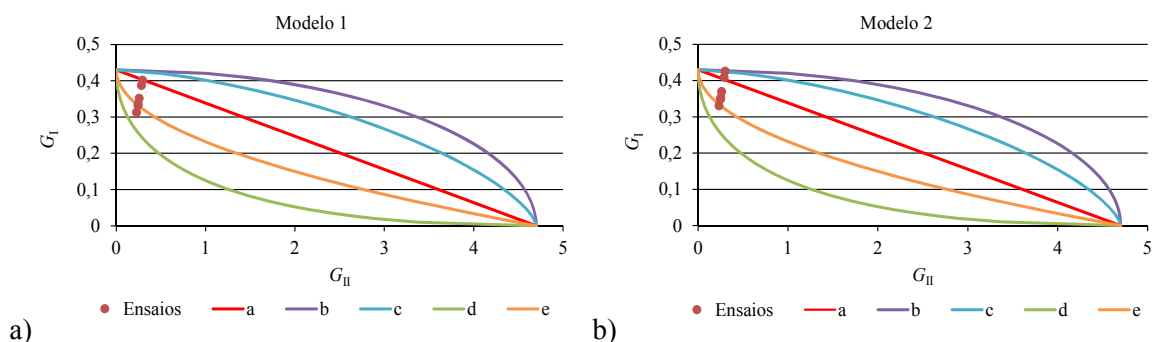 Modelo 1
0,5
0,4
0,3
0,2
0,1
0
G_I
0 1 2 3 4 5
G_II
Ensaios a b c d e
a)
Modelo 2
0,5
0,4
0,3
0,2
0,1
0
G_I
0 1 2 3 4 5
G_II
Ensaios a b c d e
b)